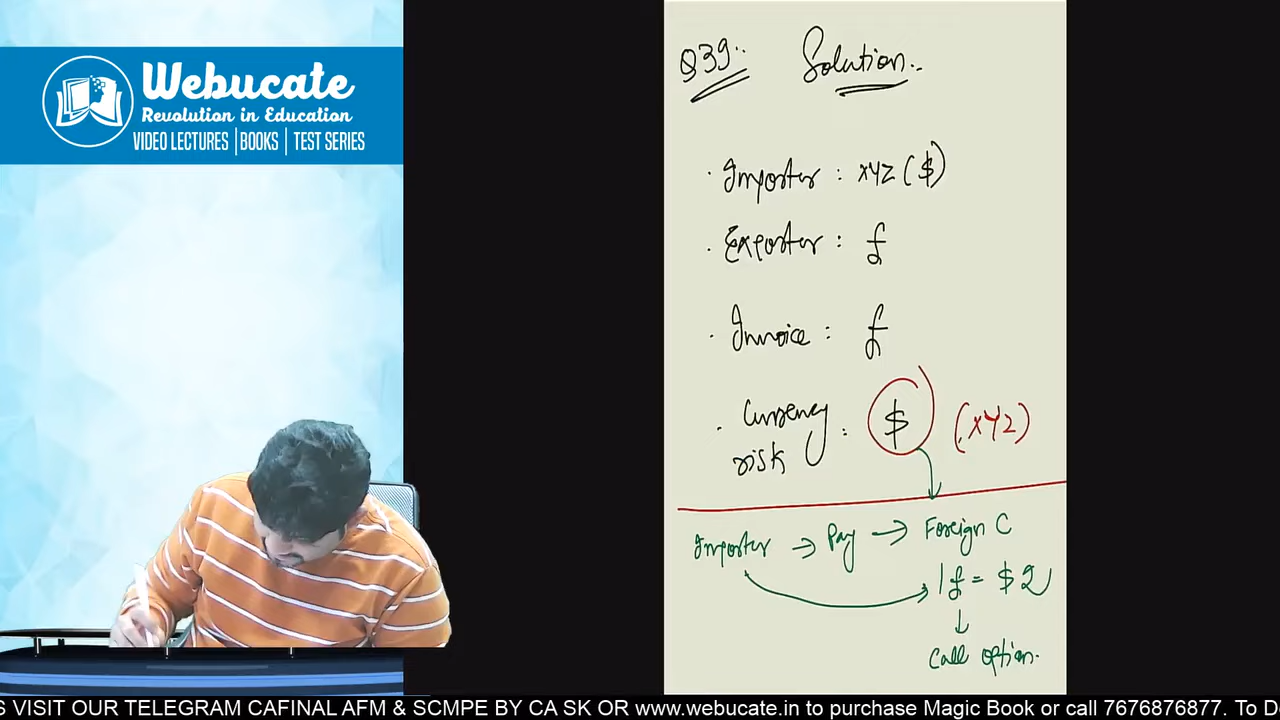 Webucate
Revolution in Education
VIDEO LECTURES | BOOKS | TEST SERIES
Q39:. Solution:.
· Importer : XYZ ($)
· Exporter : £
· Invoice : £
· Currency risk : $ (XYZ)
Importer → Pay → Foreign C
1£ = $2
↓
Call option.
S VISIT OUR TELEGRAM CAFINAL AFM & SCMPE BY CA SK OR www.webucate.in to purchase Magic Book or call 7676876877. To D